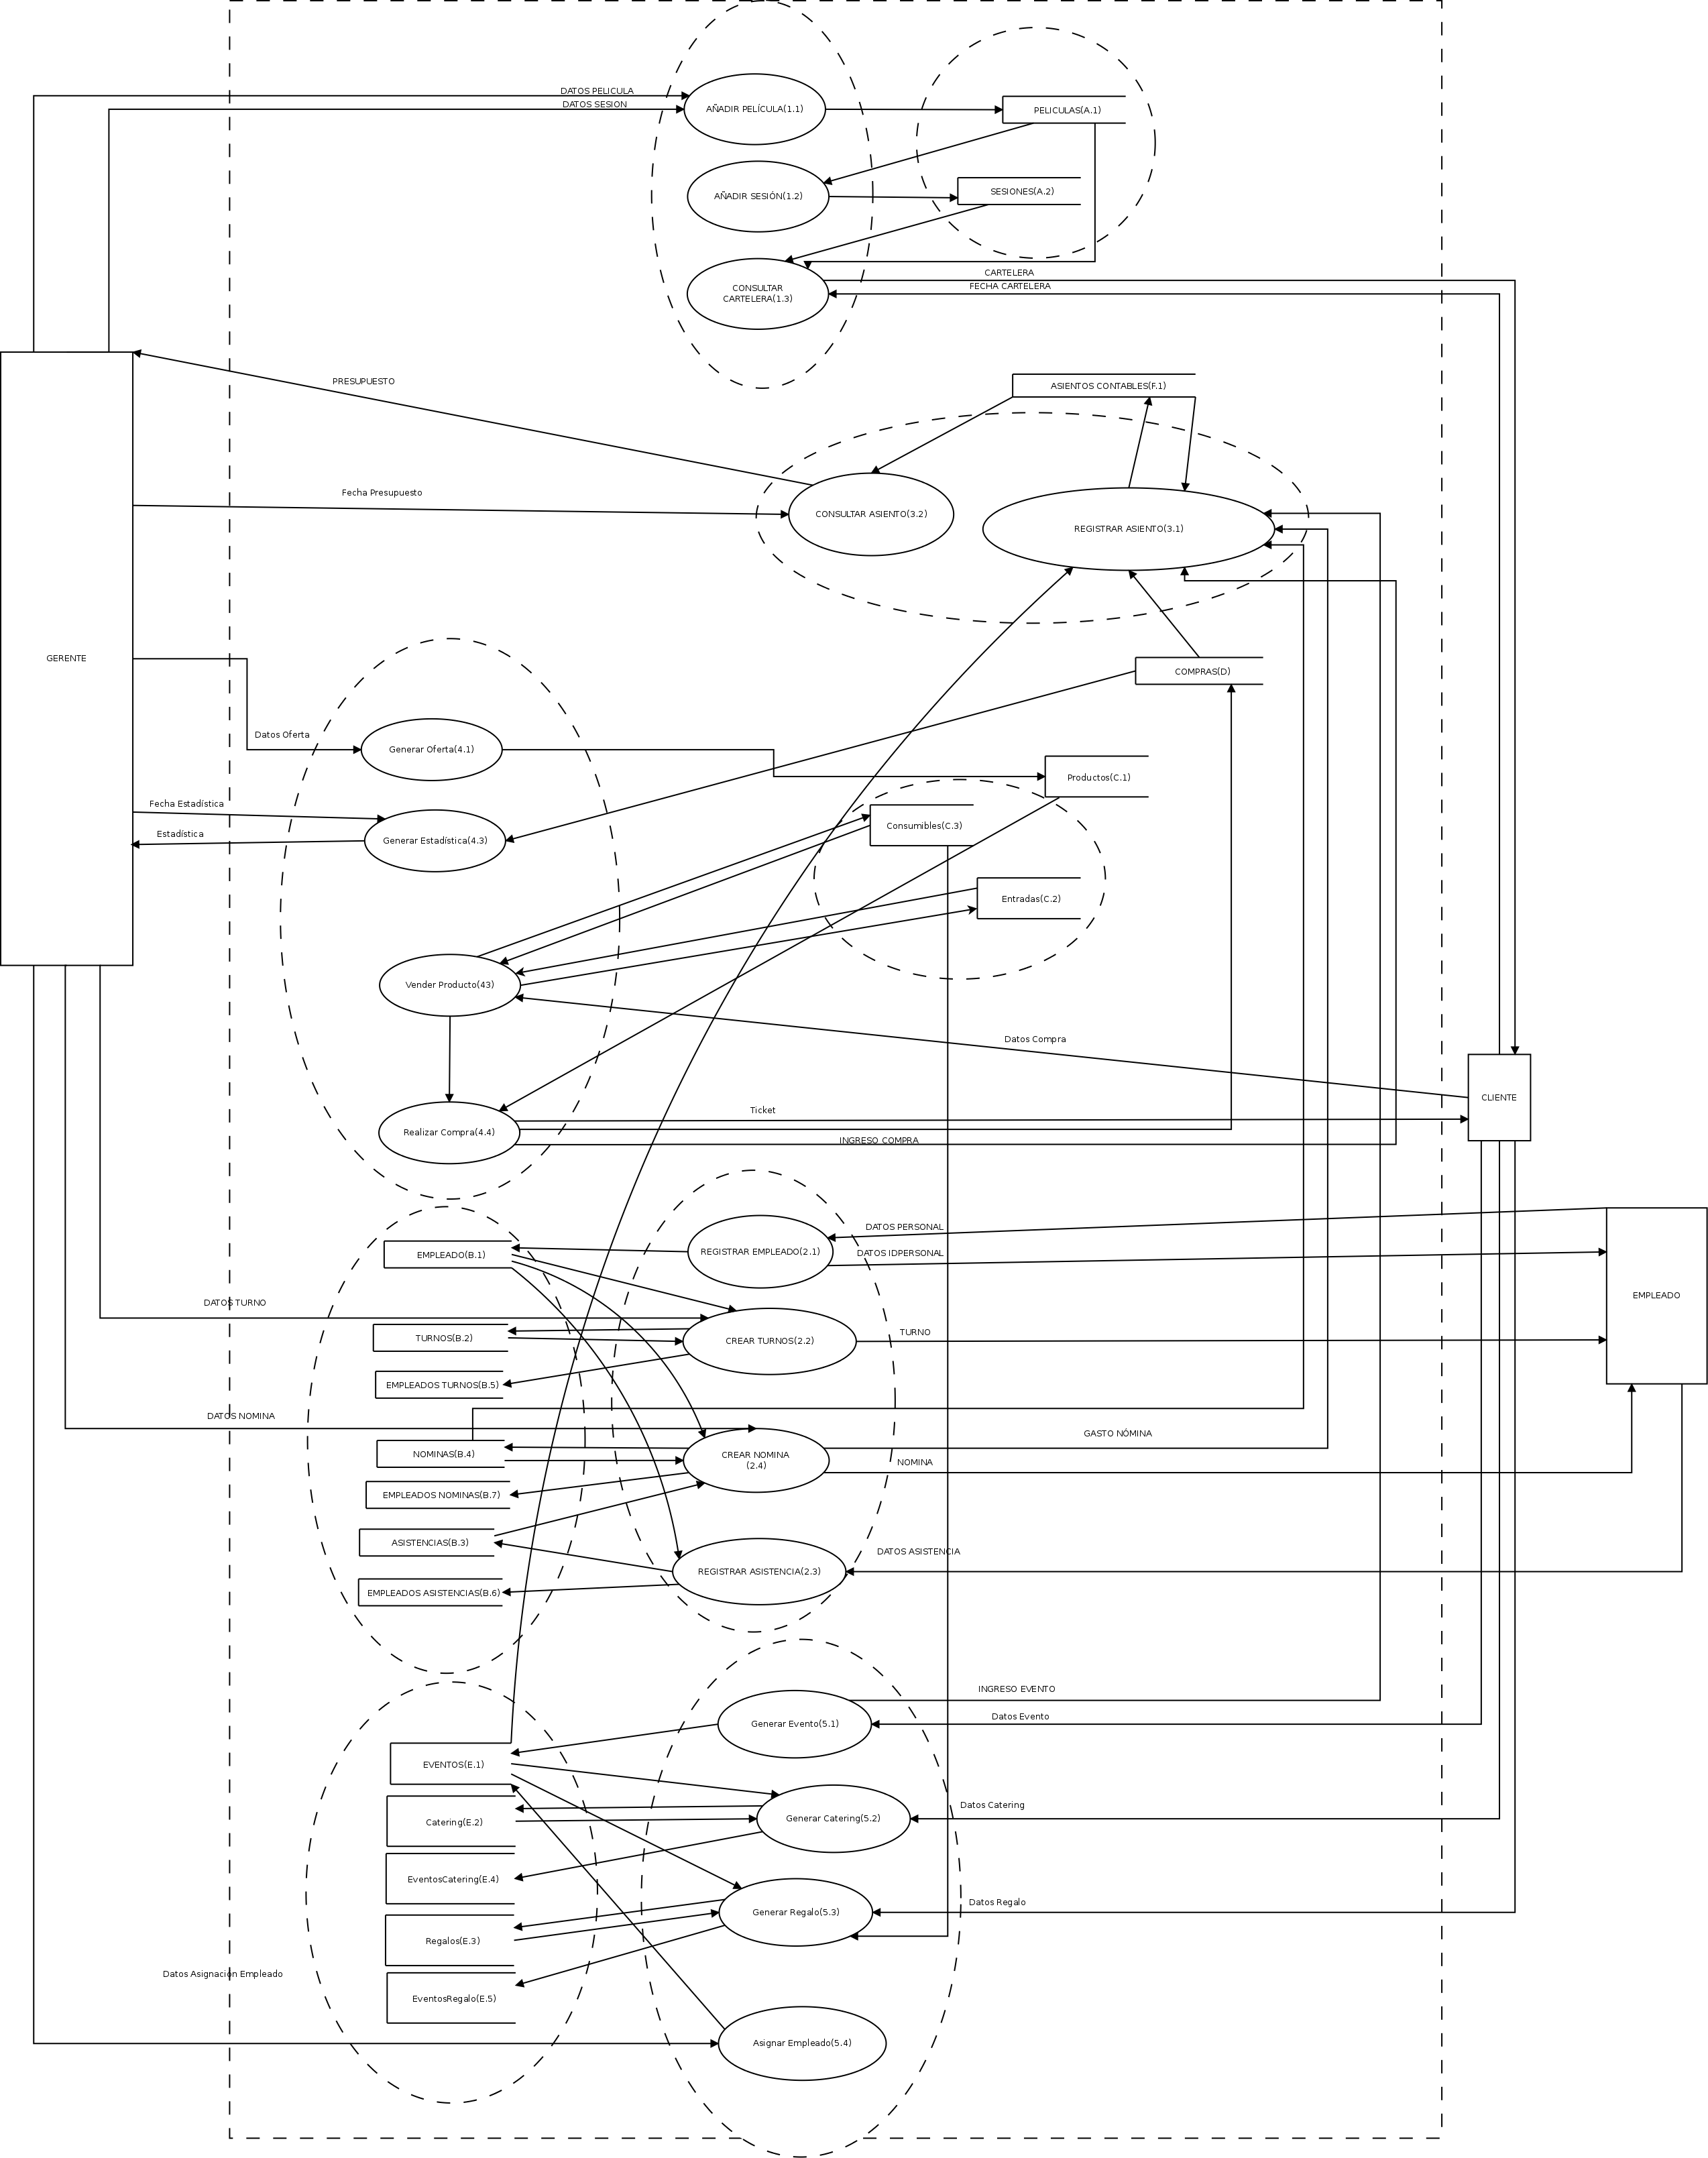 DATOS PELICULA
DATOS SESION
AÑADIR PELÍCULA(1.1)
PELICULAS(A.1)
AÑADIR SESIÓN(1.2)
SESIONES(A.2)
CONSULTAR
CARTELERA(1.3)
CARTELERA
FECHA CARTELERA
PRESUPUESTO
ASIENTOS CONTABLES(F.1)
Fecha Presupuesto
CONSULTAR ASIENTO(3.2)
REGISTRAR ASIENTO(3.1)
GERENTE
COMPRAS(D)
Datos Oferta
Generar Oferta(4.1)
Productos(C.1)
Fecha Estadística
Estadística
Generar Estadística(4.3)
Consumibles(C.3)
Entradas(C.2)
Vender Producto(43)
Datos Compra
CLIENTE
Ticket
Realizar Compra(4.4)
INGRESO COMPRA
DATOS PERSONAL
EMPLEADO(B.1)
REGISTRAR EMPLEADO(2.1)
DATOS IDPERSONAL
EMPLEADO
DATOS TURNO
TURNOS(B.2)
CREAR TURNOS(2.2)
TURNO
EMPLEADOS TURNOS(B.5)
DATOS NOMINA
GASTO NÓMINA
NOMINAS(B.4)
CREAR NOMINA
(2.4)
NOMINA
EMPLEADOS NOMINAS(B.7)
ASISTENCIAS(B.3)
DATOS ASISTENCIA
REGISTRAR ASISTENCIA(2.3)
EMPLEADOS ASISTENCIAS(B.6)
INGRESO EVENTO
Datos Evento
Generar Evento(5.1)
EVENTOS(E.1)
Datos Catering
Generar Catering(5.2)
Catering(E.2)
EventosCatering(E.4)
Datos Regalo
Generar Regalo(5.3)
Regalos(E.3)
Datos Asignación Empleado
EventosRegalo(E.5)
Asignar Empleado(5.4)